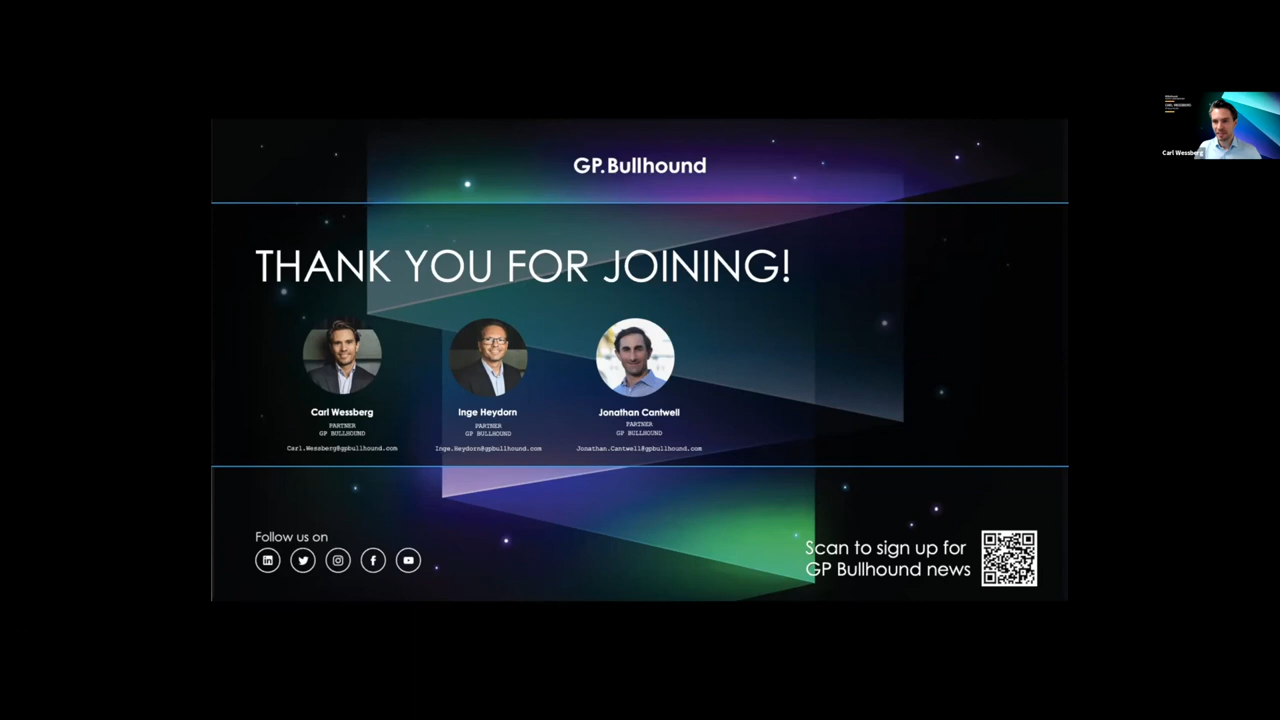 GP.Bullhound
THANK YOU FOR JOINING!
Carl Wessberg
PARTNER
GP BULLHOUND
Carl.Wessberg@gpbullhound.com
Inge Heydorn
PARTNER
GP BULLHOUND
Inge.Heydorn@gpbullhound.com
Jonathan Cantwell
PARTNER
GP BULLHOUND
Jonathan.Cantwell@gpbullhound.com
Follow us on
Scan to sign up for
GP Bullhound news
Carl Wessberg